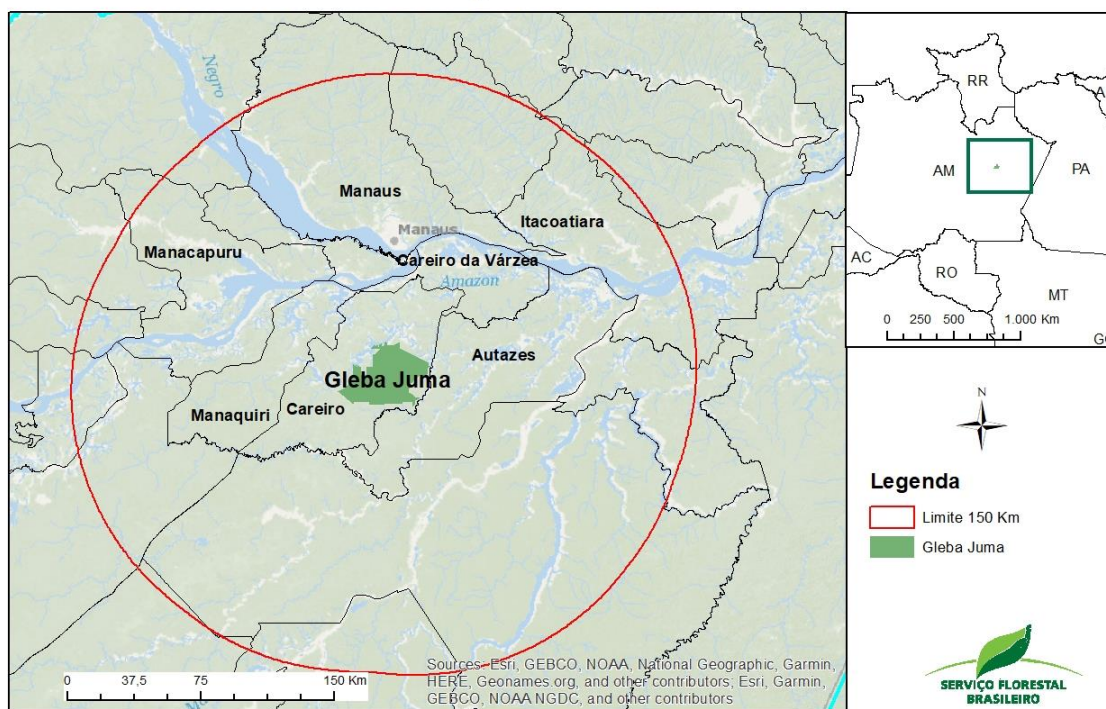 Negro
Manaus
Manaus
Itacoatiara
Manacapuru
Careiro da Várzea
Amazon
Autazes
Gleba Juma
Manaquiri
Careiro
Sources: Esri, GEBCO, NOAA, National Geographic, Garmin,
HERE, Geonames.org, and other contributors; Esri, Garmin,
GEBCO, NOAA NGDC, and other contributors
0 37,5 75 150 Km
RR
A
AM
PA
AC
RO
MT
GO
0 250 500 1.000 Km
N
Legenda
Limite 150 Km
Gleba Juma
SERVIÇO FLORESTAL
BRASILEIRO